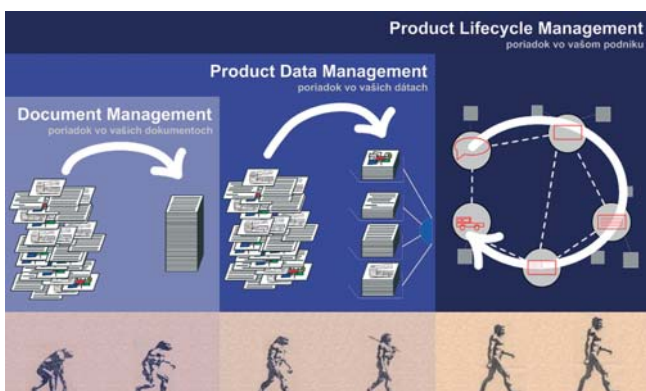 Product Lifecycle Management
poriadok vo vašom podniku
Product Data Management
poriadok vo vašich dátach
Document Management
poriadok vo vašich dokumentoch